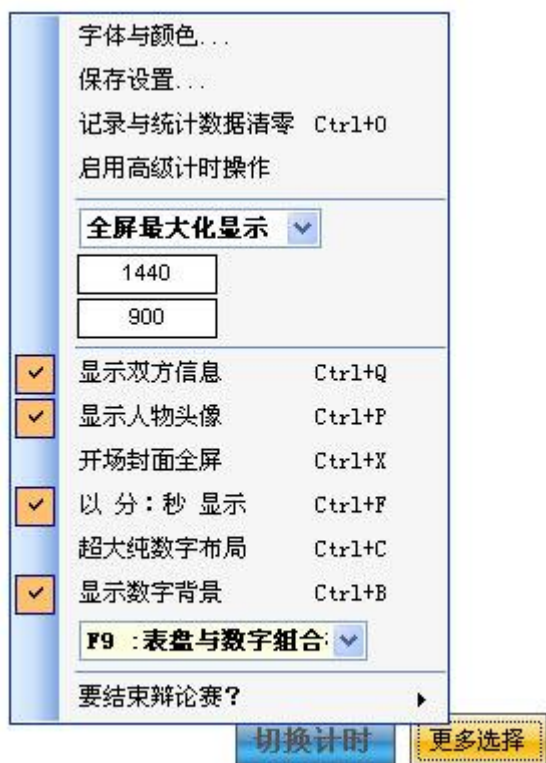 字体与颜色...
保存设置...
记录与统计数据清零 Ctrl+O
启用高级计时操作
全屏最大化显示
1440
900
显示双方信息 Ctrl+Q
显示人物头像 Ctrl+P
开场封面全屏 Ctrl+X
以 分：秒 显示 Ctrl+F
超大纯数字布局 Ctrl+C
显示数字背景 Ctrl+B
F9 :表盘与数字组合
要结束辩论赛?
切换计时 更多选择